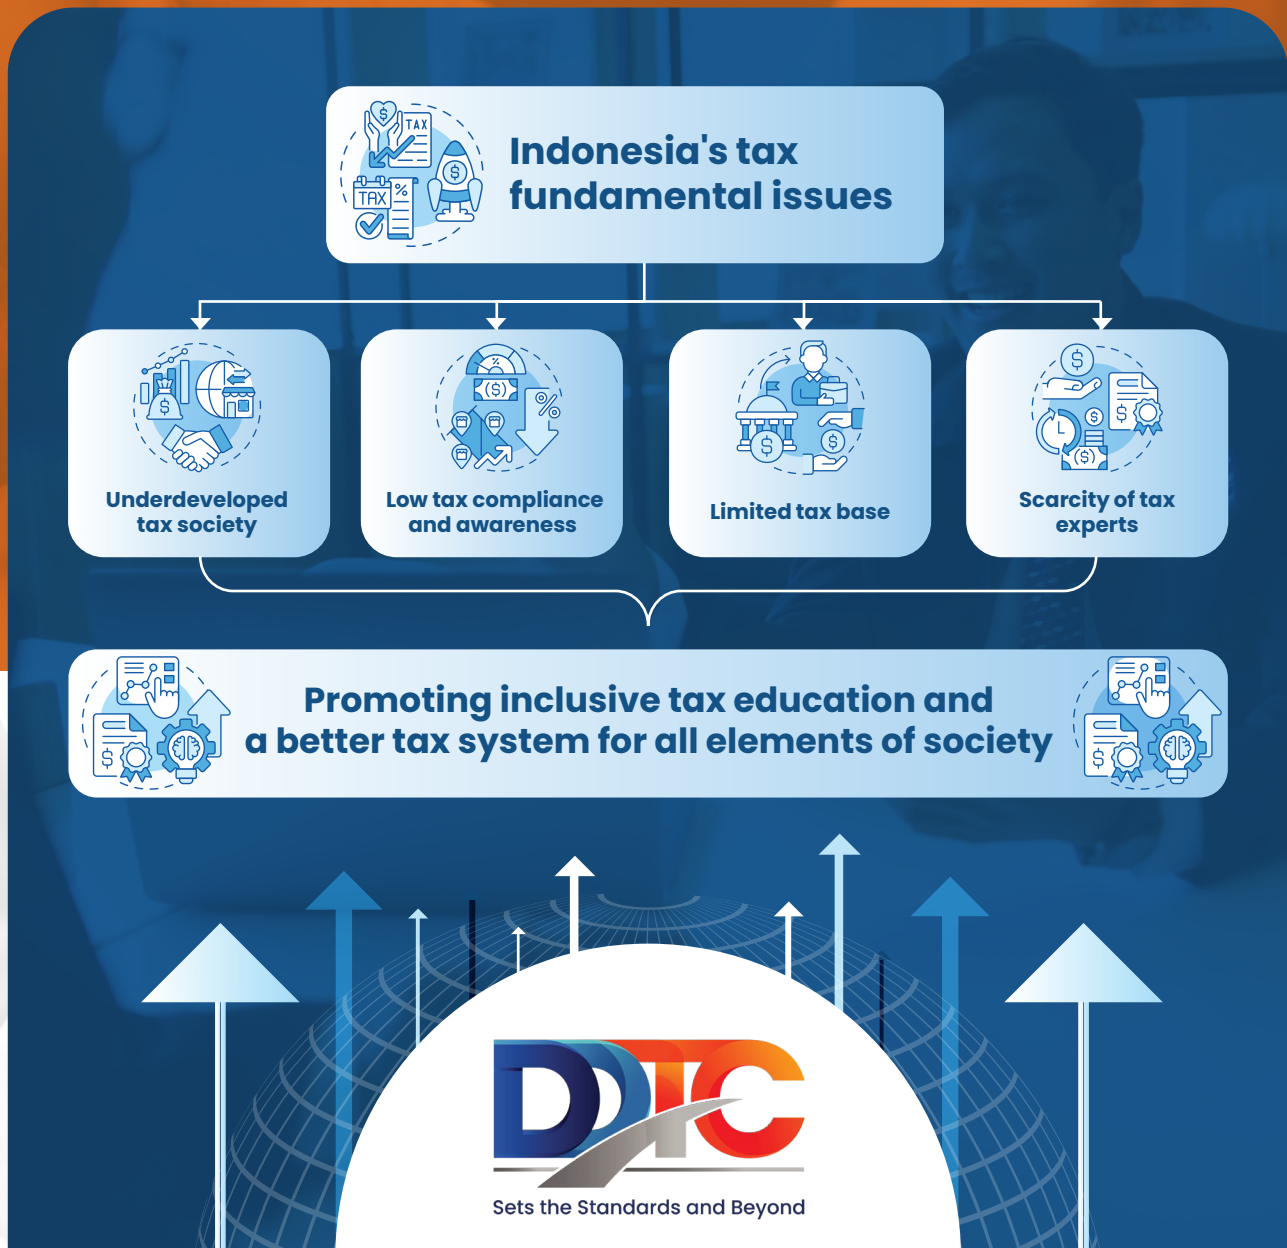 TAX
TAX
Indonesia's tax
fundamental issues
Underdeveloped
tax society
Low tax compliance
and awareness
Limited tax base
Scarcity of tax
experts
Promoting inclusive tax education and
a better tax system for all elements of society
DDTC
Sets the Standards and Beyond